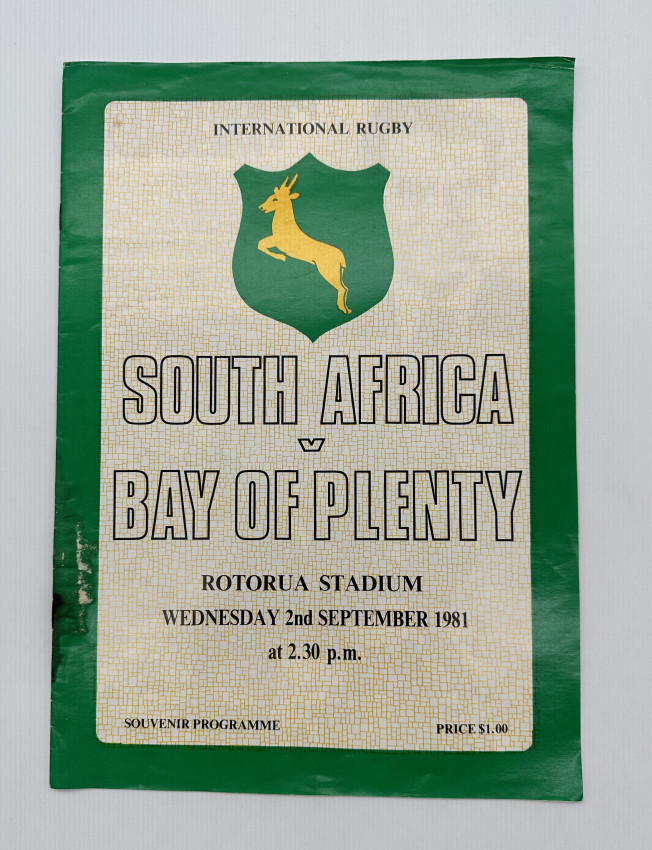 INTERNATIONAL RUGBY
SOUTH AFRICA
V
BAY OF PLENTY
ROTORUA STADIUM
WEDNESDAY 2nd SEPTEMBER 1981
at 2.30 p.m.
SOUVENIR PROGRAMME
PRICE $1.00